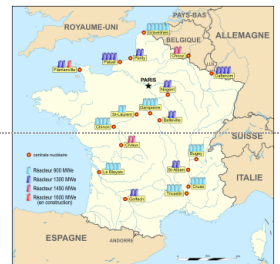 PAYS-BAS
ROYAUME-UNI
ALLEMAGNE
Gravelines
BELGIQUE
Chooz
Penly
Paluel
LUX.
Flamanville
Cattenom
PARIS
Nogent
Dampierre
St-Laurent
Belleville
Chinon
SUISSE
Civaux
centrale nucléaire
Bugey
Réacteur 900 MWe
Le Blayais
St-Alban
ITALIE
Réacteur 1300 MWe
Cruas
Réacteur 1450 MWe
Tricastin
Réacteur 1600 MWe
(en construction)
Golfech
ESPAGNE
ANDORRE